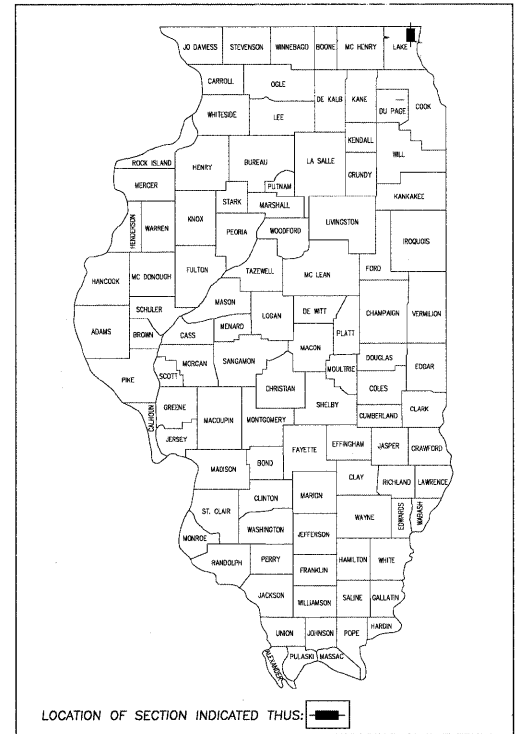 JO DAVIESS STEVENSON WINNEBAGO BOONE MC HENRY LAKE
CARROLL OGLE
DE KALB KANE COOK
DU PAGE
WHITESIDE LEE
KENDALL
ROCK ISLAND HENRY BUREAU LA SALLE WILL
GRUNDY
MERCER PUTNAM
KANKAKEE
STARK MARSHALL
HENDERSON WARREN KNOX LIVINGSTON
PEORIA WOODFORD IROQUOIS
FULTON TAZEWELL FORD
HANCOCK MC DONOUGH MC LEAN
MASON
SCHULER LOGAN DE WITT CHAMPAIGN VERMILION
ADAMS BROWN CASS MENARD PLATT
MACON
MORGAN SANGAMON DOUGLAS
PIKE SCOTT MOULTRIE EDGAR
CHRISTIAN COLES
GREENE SHELBY
CALHOUN MACOUPIN MONTGOMERY CUMBERLAND CLARK
JERSEY
FAYETTE EFFINGHAM JASPER CRAWFORD
MADISON BOND
CLAY RICHLAND LAWRENCE
CLINTON MARION
ST. CLAIR WAYNE EDWARDS WABASH
WASHINGTON JEFFERSON
MONROE
RANDOLPH PERRY HAMILTON WHITE
FRANKLIN
JACKSON WILLIAMSON SALINE GALLATIN
UNION JOHNSON POPE HARDIN
ALEXANDER PULASKI MASSAC
LOCATION OF SECTION INDICATED THUS: